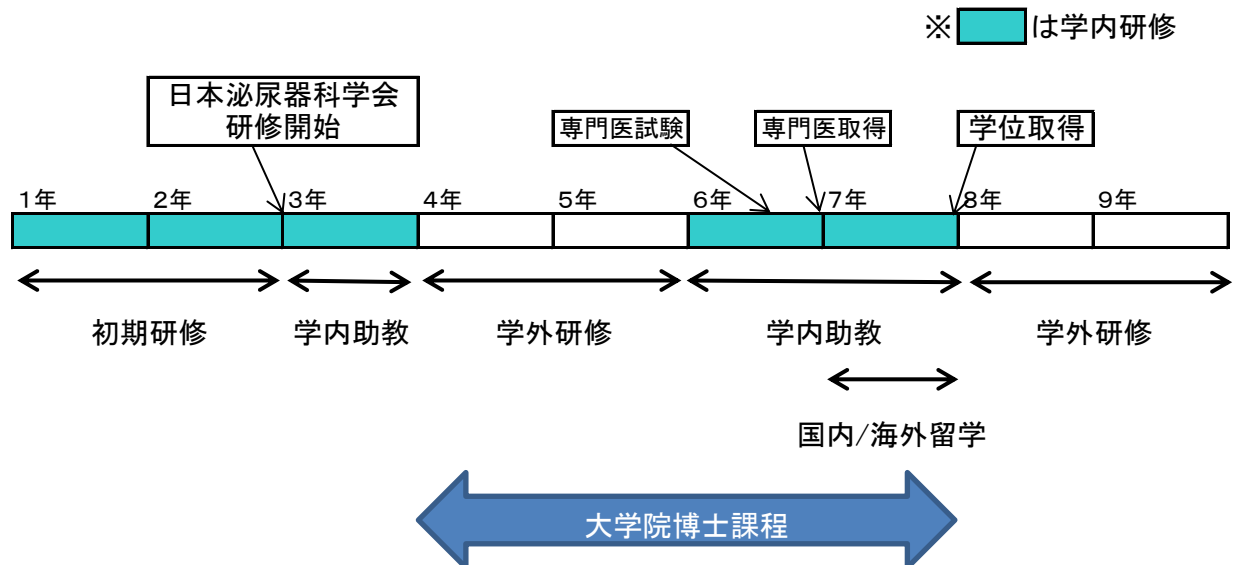 ※ は学内研修
日本泌尿器科学会
研修開始
専門医試験
専門医取得
学位取得
1年 2年 3年 4年 5年 6年 7年 8年 9年
初期研修 学内助教 学外研修 学内助教 学外研修
国内/海外留学
大学院博士課程